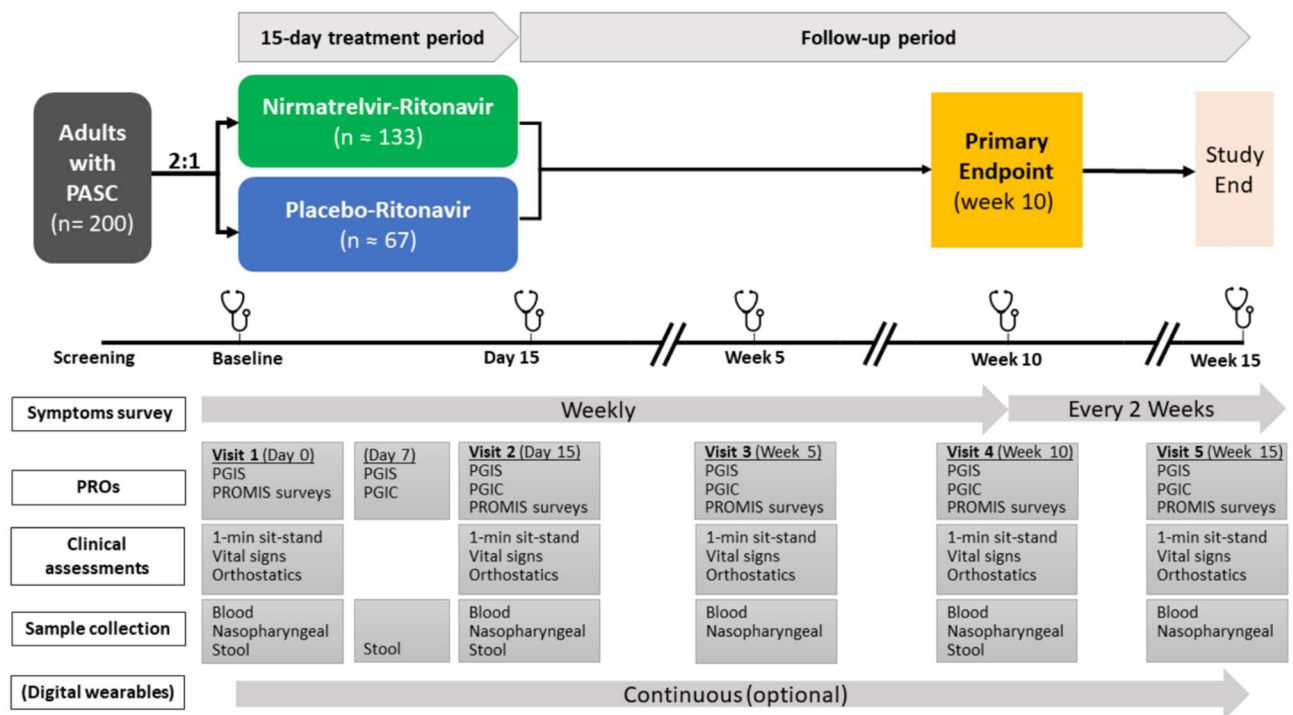 15-day treatment period
Follow-up period
Adults
with
PASC
(n= 200)
2:1
Nirmatrelvir-Ritonavir
(n ≈ 133)
Placebo-Ritonavir
(n ≈ 67)
Primary
Endpoint
(week 10)
Study
End
Screening
Baseline
Day 15
Week 5
Week 10
Week 15
Symptoms survey
Weekly
Every 2 Weeks
PROs
Visit 1 (Day 0)
PGIS
PROMIS surveys
(Day 7)
PGIS
PGIC
Visit 2 (Day 15)
PGIS
PGIC
PROMIS surveys
Visit 3 (Week 5)
PGIS
PGIC
PROMIS surveys
Visit 4 (Week 10)
PGIS
PGIC
PROMIS surveys
Visit 5 (Week 15)
PGIS
PGIC
PROMIS surveys
Clinical
assessments
1-min sit-stand
Vital signs
Orthostatics
1-min sit-stand
Vital signs
Orthostatics
1-min sit-stand
Vital signs
Orthostatics
1-min sit-stand
Vital signs
Orthostatics
1-min sit-stand
Vital signs
Orthostatics
Sample collection
Blood
Nasopharyngeal
Stool
Stool
Blood
Nasopharyngeal
Stool
Blood
Nasopharyngeal
Blood
Nasopharyngeal
Stool
Blood
Nasopharyngeal
(Digital wearables)
Continuous (optional)